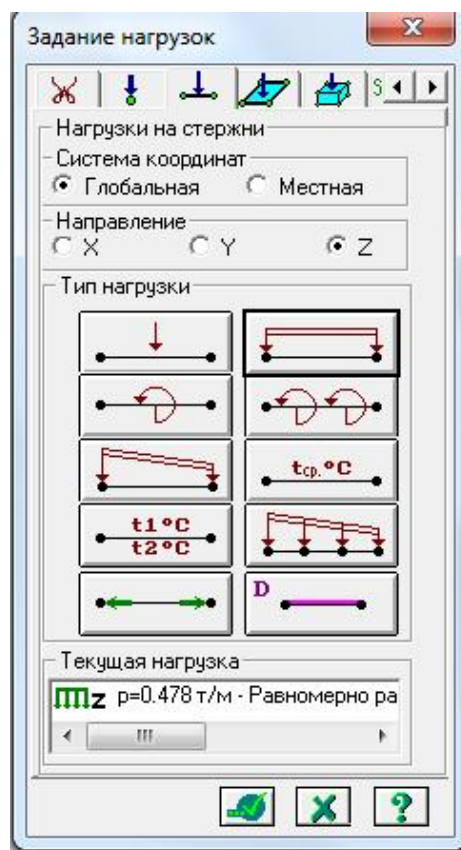 Задание нагрузок
S
Нагрузки на стержни
Система координат
Глобальная Местная
Направление
X Y Z
Тип нагрузки
tср.°C
t1°C
t2°C
D
Текущая нагрузка
z p=0.478 т/м - Равномерно ра
?